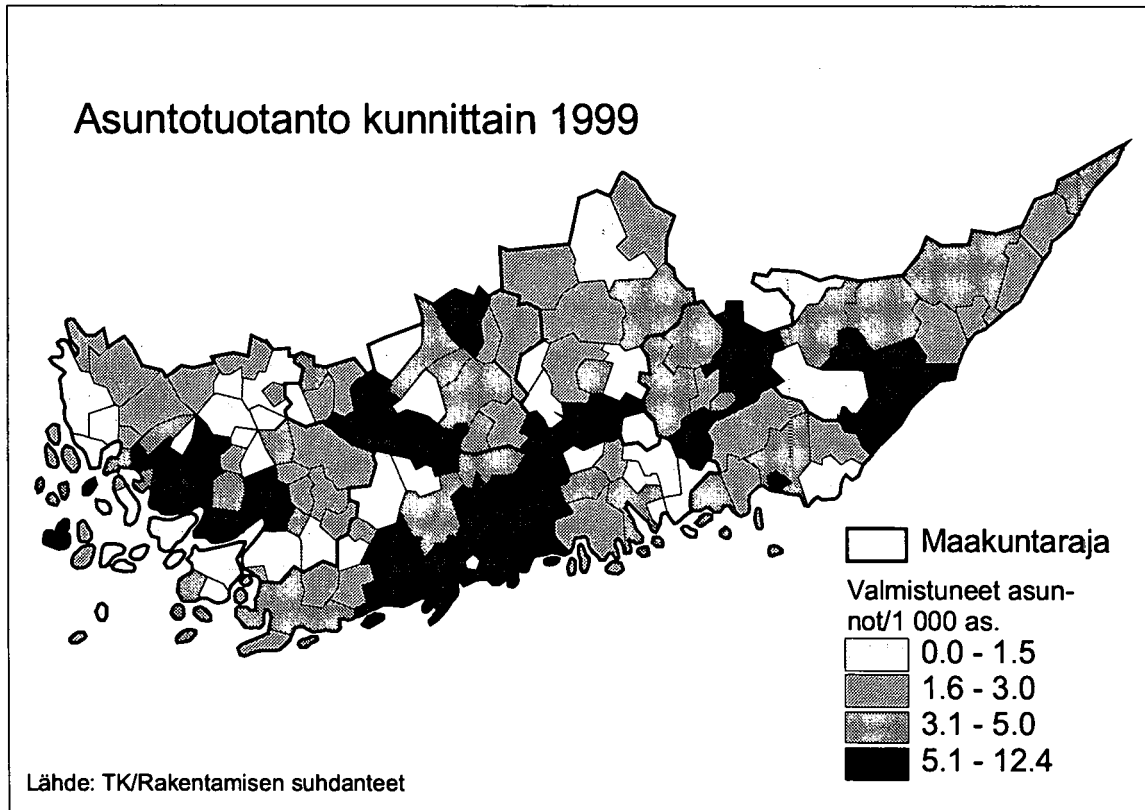 Asuntotuotanto kunnittain 1999
Maakuntaraja
Valmistuneet asun-
not/1 000 as.
0.0 - 1.5
1.6 - 3.0
3.1 - 5.0
5.1 - 12.4
Lähde: TK/Rakentamisen suhdanteet